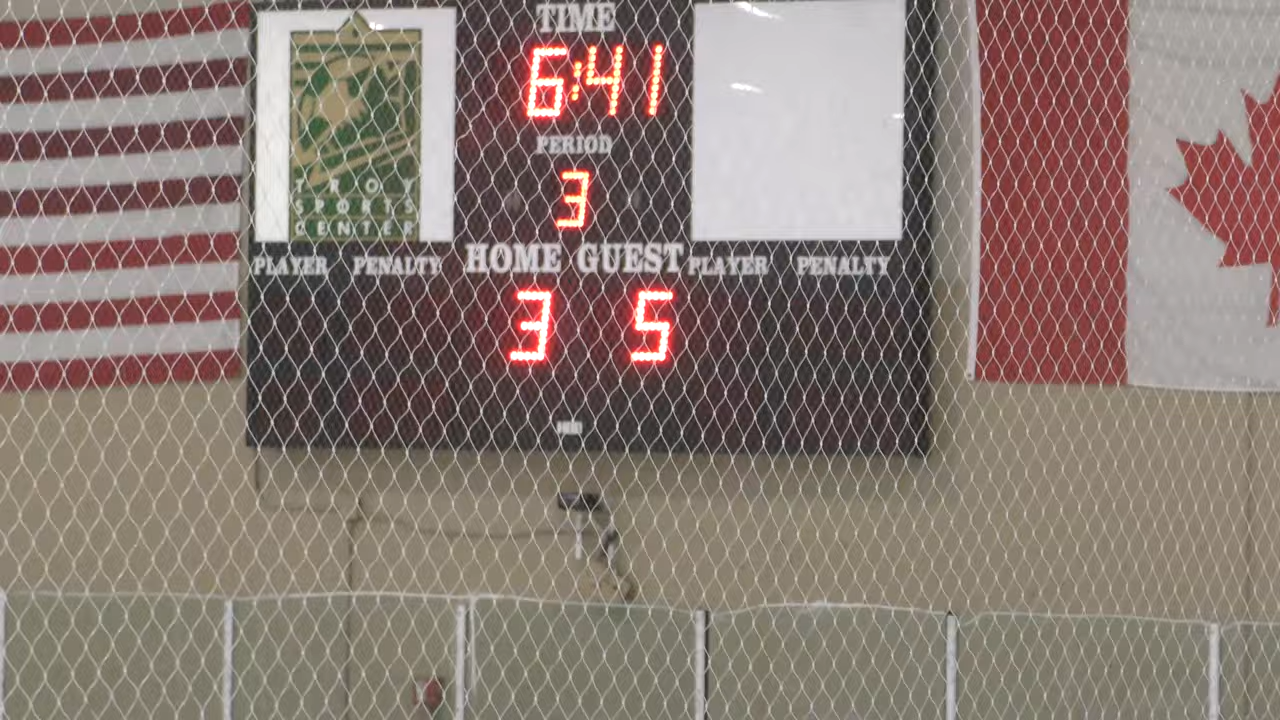 TIME
6:41
PERIOD
3
TROY
SPORTS
CENTER
HOME GUEST
PLAYER PENALTY
PLAYER PENALTY
3 5